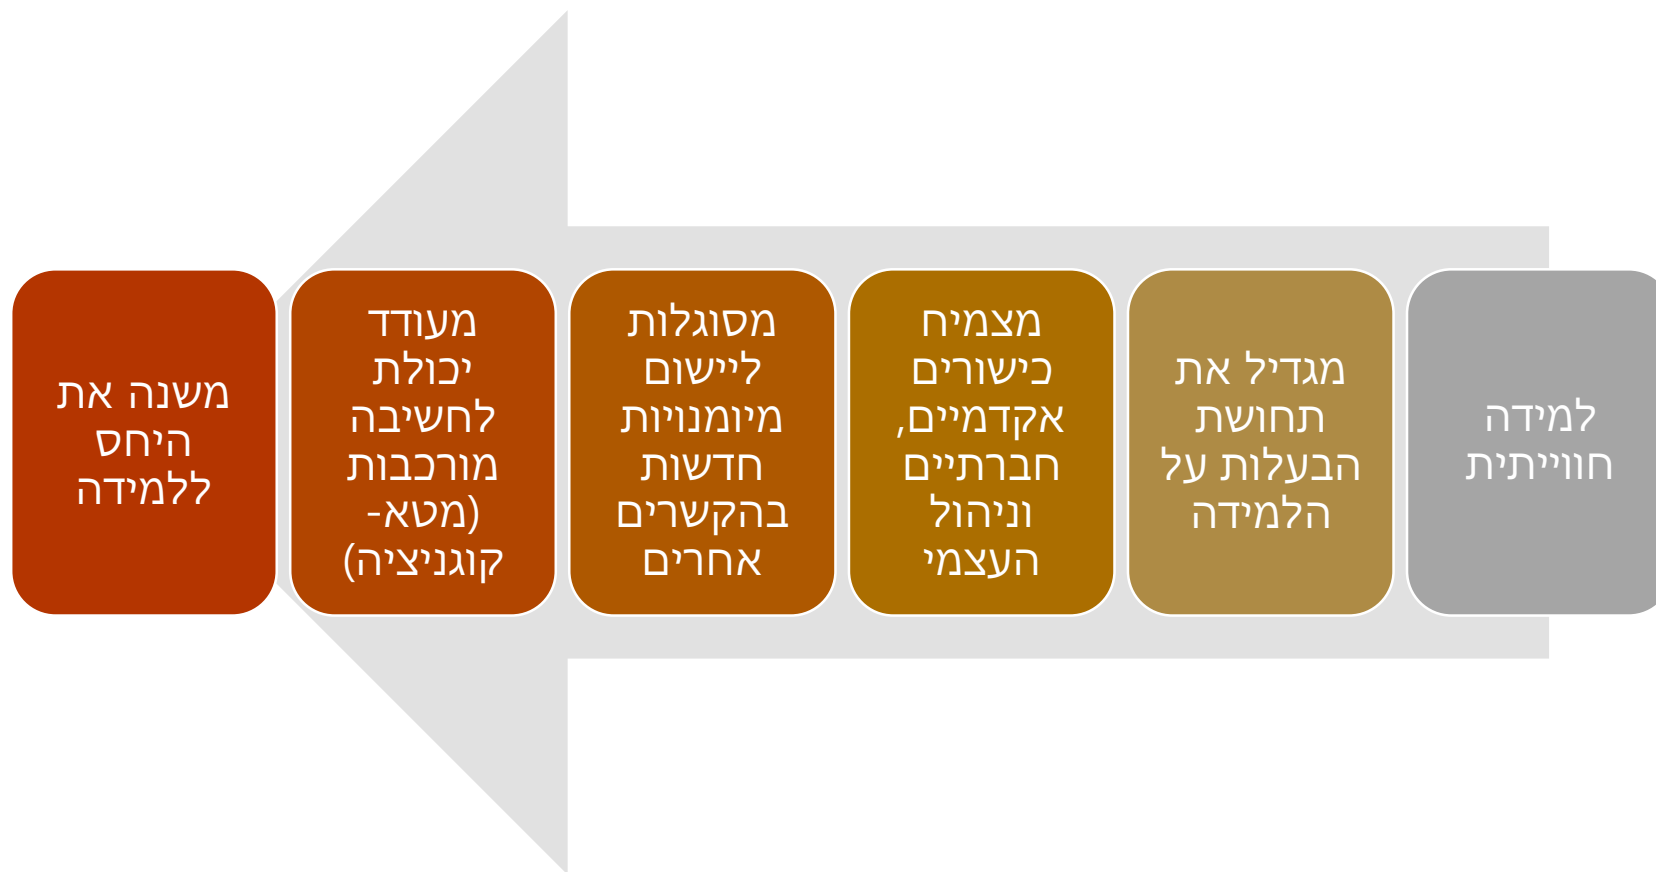 למידה
חווייתית
מגדיל את
תחושת
הבעלות על
הלמידה
מצמיח
כישורים
אקדמיים,
חברתיים
וניהול
העצמי
מסוגלות
ליישום
מיומנויות
חדשות
בהקשרים
אחרים
מעודד
יכולת
לחשיבה
מורכבות
(מטא-
קוגניציה)
משנה את
היחס
ללמידה